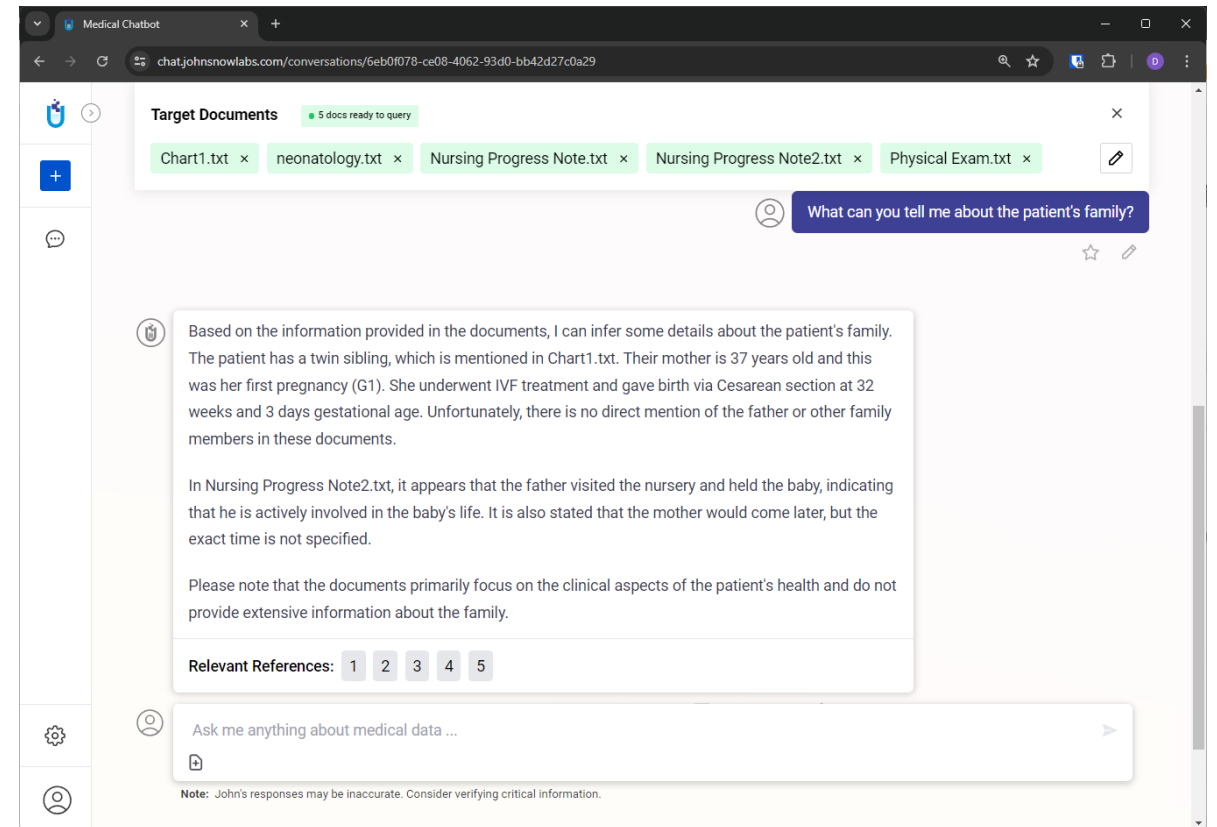 Medical Chatbot
chat.johnsnowlabs.com/conversations/6eb0f078-ce08-4062-93d0-bb42d27c0a29
D
Target Documents
5 docs ready to query
Chart1.txt × neonatology.txt × Nursing Progress Note.txt × Nursing Progress Note2.txt × Physical Exam.txt ×
What can you tell me about the patient's family?
Based on the information provided in the documents, I can infer some details about the patient's family.
The patient has a twin sibling, which is mentioned in Chart1.txt. Their mother is 37 years old and this
was her first pregnancy (G1). She underwent IVF treatment and gave birth via Cesarean section at 32
weeks and 3 days gestational age. Unfortunately, there is no direct mention of the father or other family
members in these documents.
In Nursing Progress Note2.txt, it appears that the father visited the nursery and held the baby, indicating
that he is actively involved in the baby's life. It is also stated that the mother would come later, but the
exact time is not specified.
Please note that the documents primarily focus on the clinical aspects of the patient's health and do not
provide extensive information about the family.
Relevant References: 1 2 3 4 5
Ask me anything about medical data ...
Note: John's responses may be inaccurate. Consider verifying critical information.